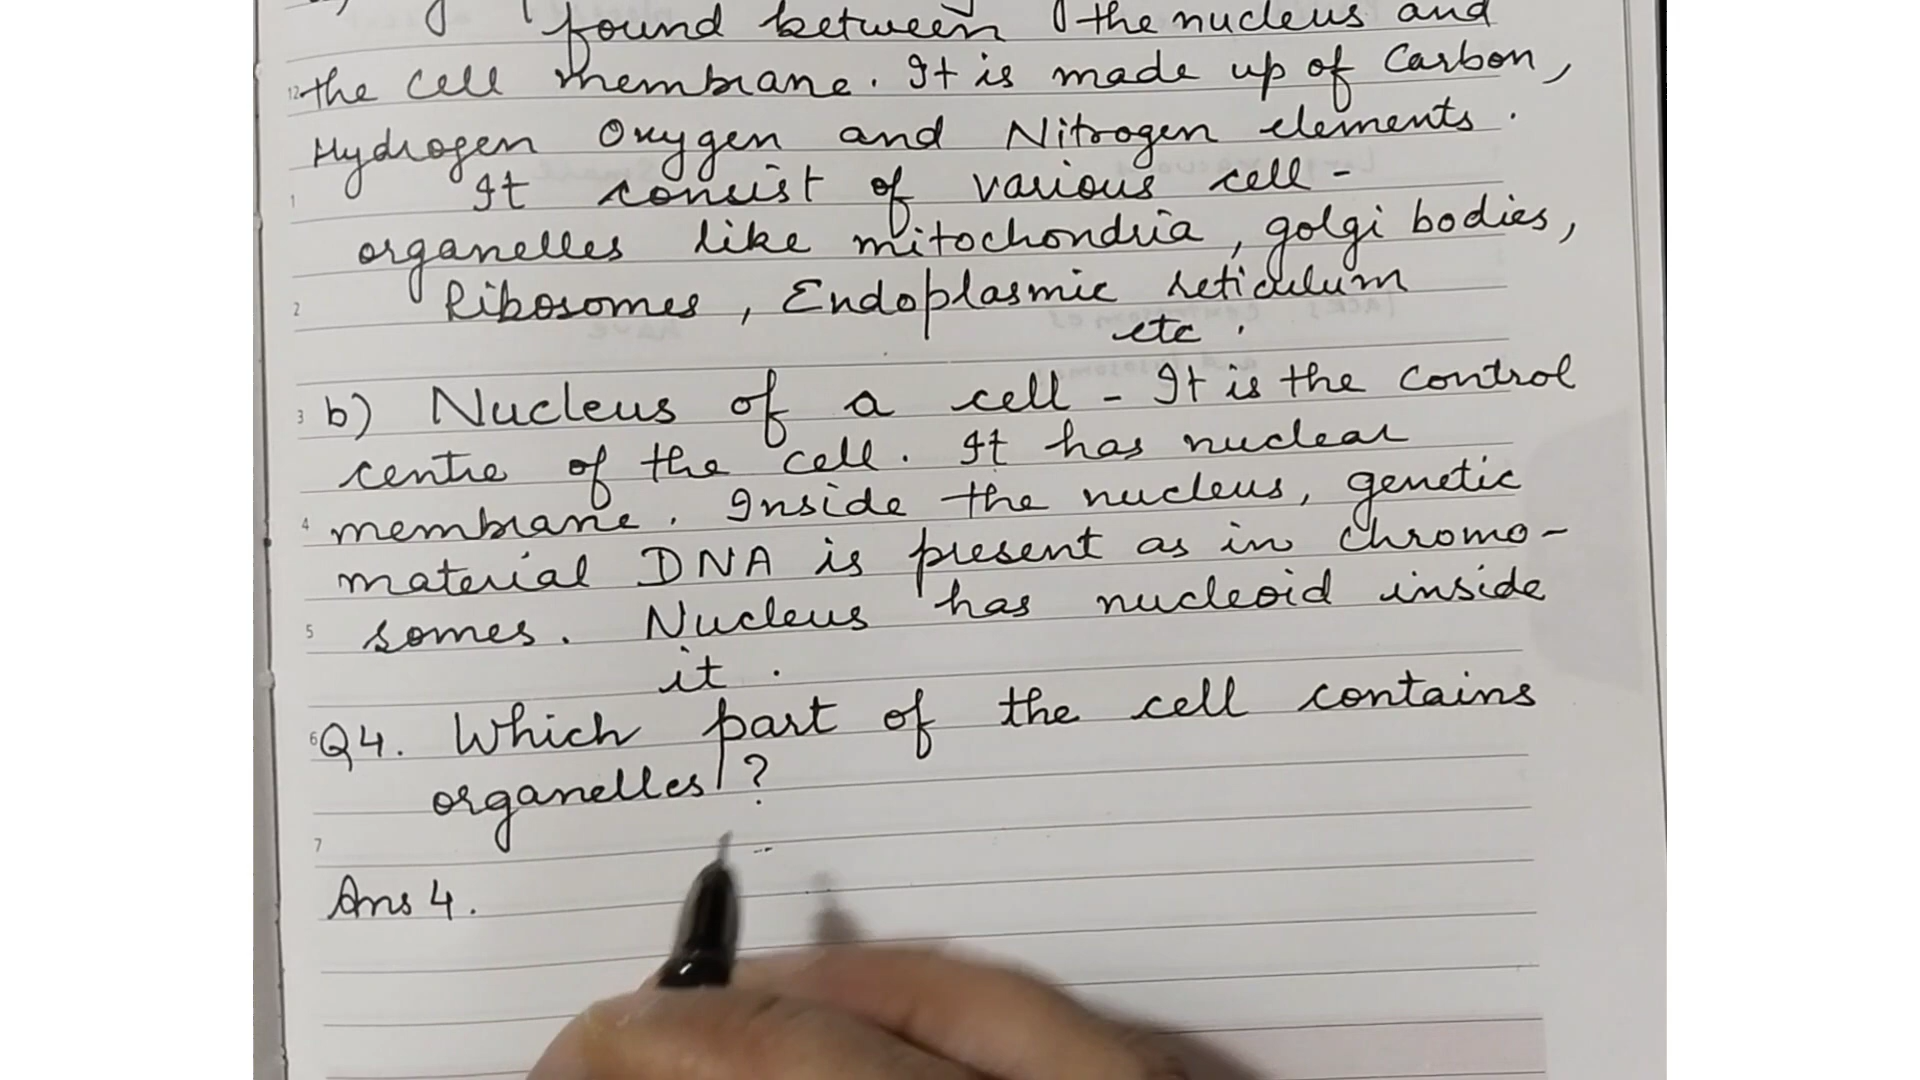 found between the nucleus and
the cell membrane. It is made up of Carbon,
Hydrogen Oxygen and Nitrogen elements.
It consist of various cell-
organelles like mitochondria, golgi bodies,
Ribosomes, Endoplasmic reticulum
etc.
b) Nucleus of a cell - It is the control
centre of the cell. It has nuclear
membrane. Inside the nucleus, genetic
material DNA is present as in chromo-
somes. Nucleus has nucleoid inside
it.
Q4. Which part of the cell contains
organelles?
Ans 4.